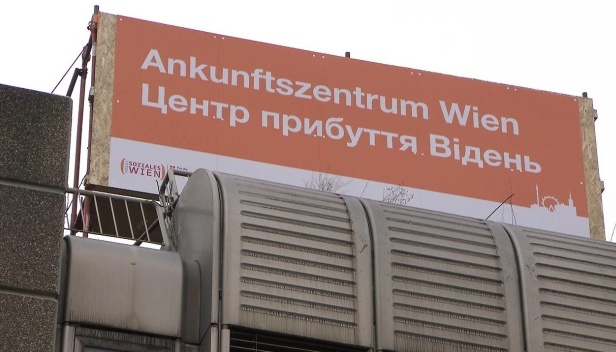 Ankunftszentrum Wien
Центр прибуття Відень
SOZIALES
WIEN